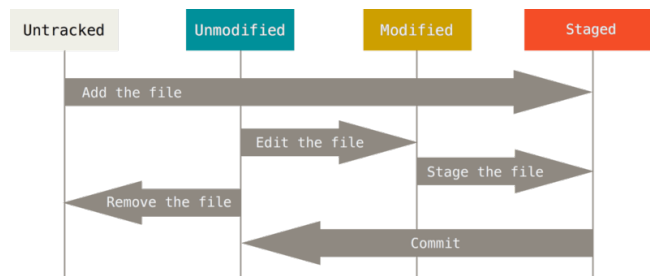 Untracked
Unmodified
Modified
Staged
Add the file
Edit the file
Stage the file
Remove the file
Commit